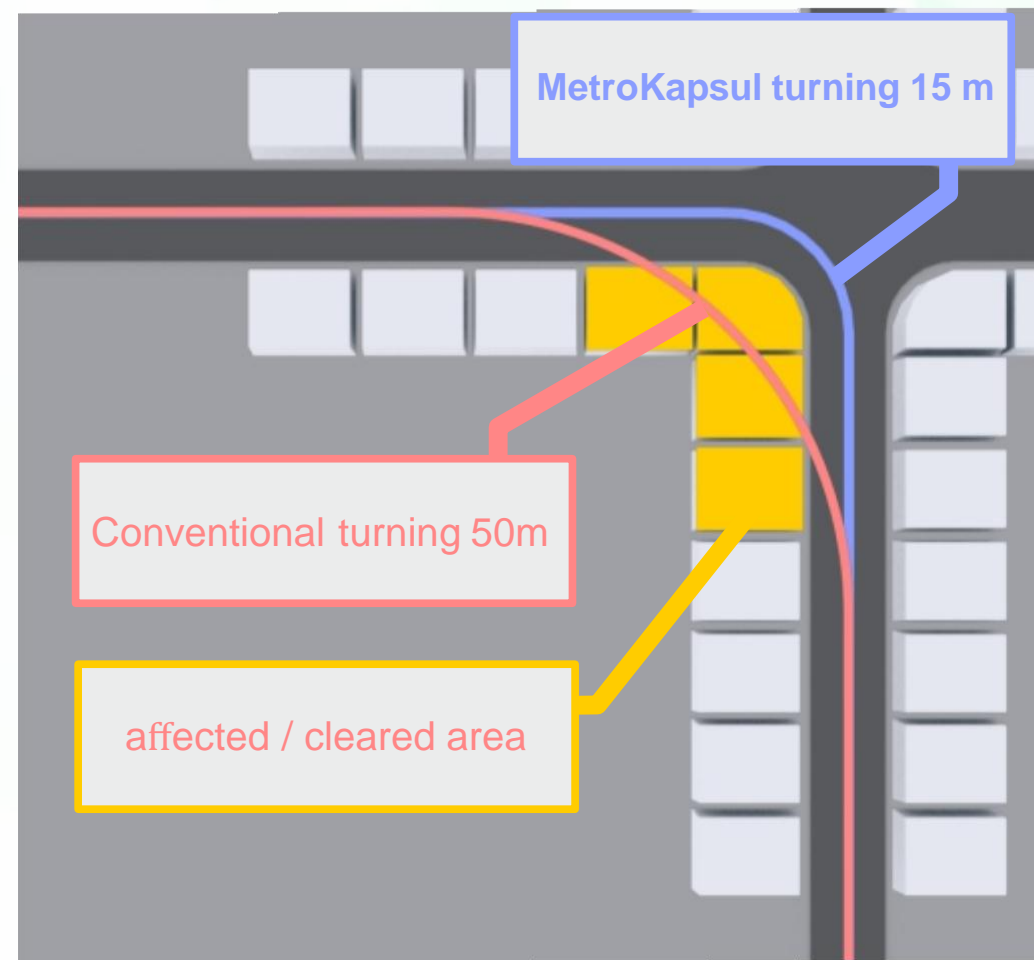 MetroKapsul turning 15 m
Conventional turning 50m
affected / cleared area